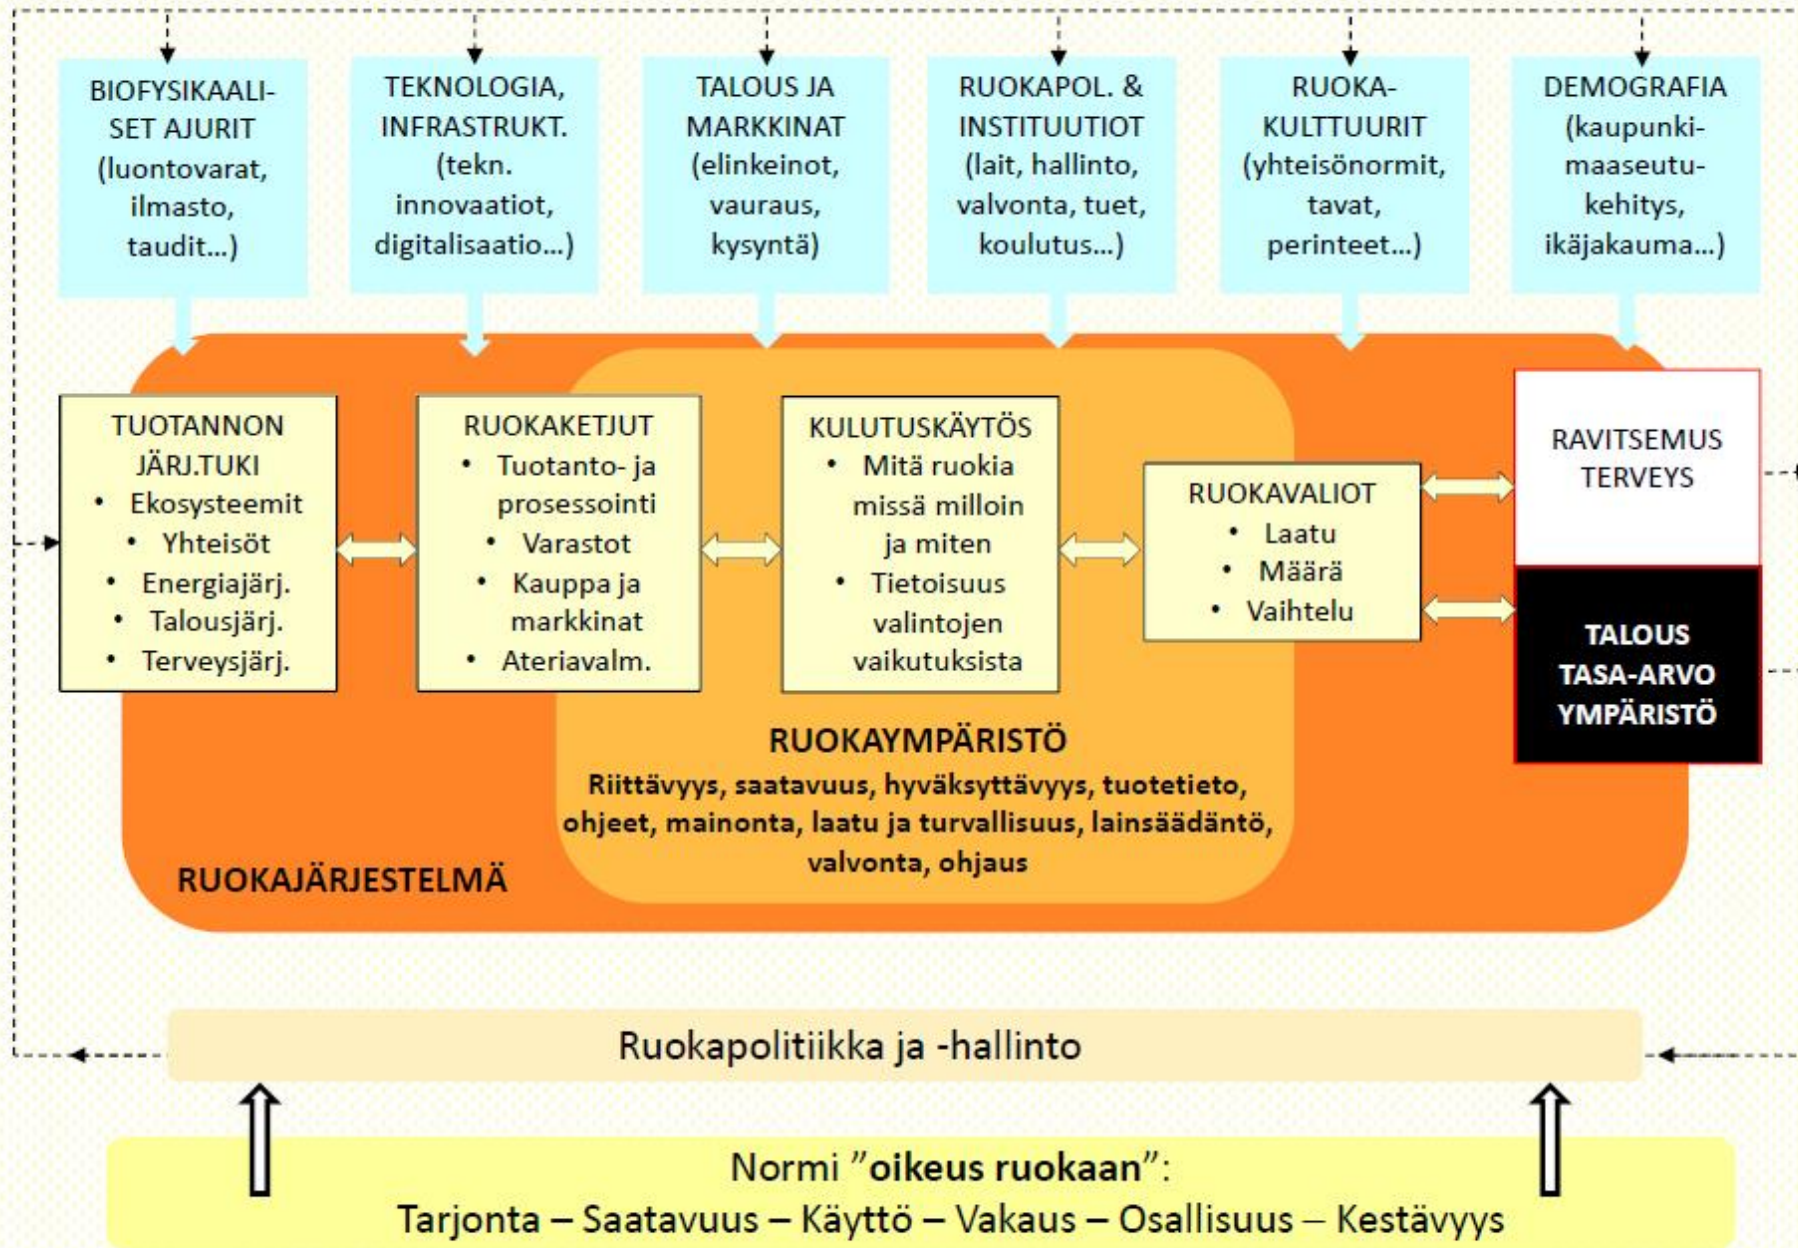 BIOFYSIKAALI-
SET AJURIT
(luontovarat,
ilmasto,
taudit...)
TEKNOLOGIA,
INFRASTRUKT.
(tekn.
innovaatiot,
digitalisaatio...)
TALOUS JA
MARKKINAT
(elinkeinot,
vauraus,
kysyntä)
RUOKAPOL. &
INSTITUUTIOT
(lait, hallinto,
valvonta, tuet,
koulutus...)
RUOKA-
KULTTUURIT
(yhteisönormit,
tavat,
perinteet...)
DEMOGRAFIA
(kaupunki-
maaseutu-
kehitys,
ikäjakauma...)
TUOTANNON
JÄRJ.TUKI
• Ekosysteemit
• Yhteisöt
• Energiajärj.
• Talousjärj.
• Terveysjärj.
RUOKAKETJUT
• Tuotanto- ja
prosessointi
• Varastot
• Kauppa ja
markkinat
• Ateriavalm.
KULUTUSKÄYTÖS
• Mitä ruokia
missä milloin
ja miten
• Tietoisuus
valintojen
vaikutuksista
RUOKAVALIOT
• Laatu
• Määrä
• Vaihtelu
RAVITSEMUS
TERVEYS
TALOUS
TASA-ARVO
YMPÄRISTÖ
RUOKAYMPÄRISTÖ
Riittävyys, saatavuus, hyväksyttävyys, tuotetieto,
ohjeet, mainonta, laatu ja turvallisuus, lainsäädäntö,
valvonta, ohjaus
RUOKAJÄRJESTELMÄ
Ruokapolitiikka ja -hallinto
Normi ”oikeus ruokaan”:
Tarjonta – Saatavuus – Käyttö – Vakaus – Osallisuus – Kestävyys